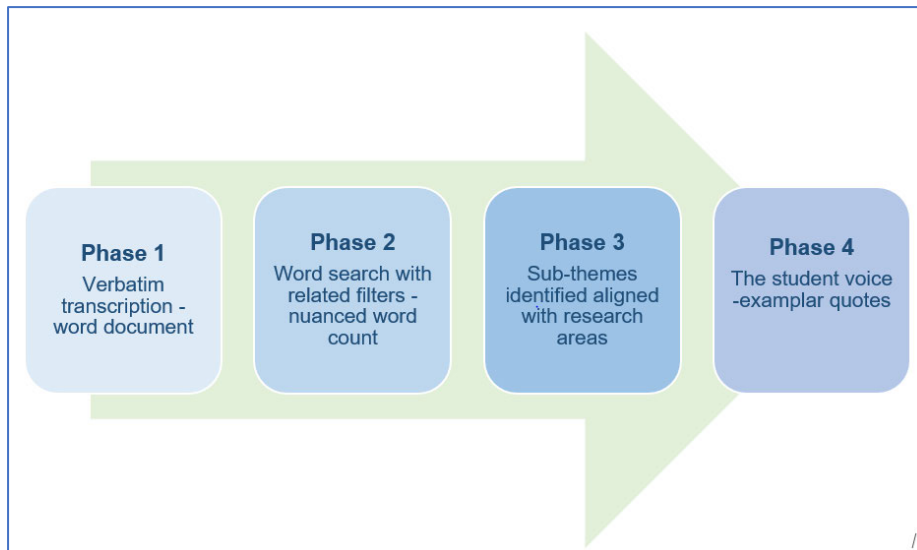 Phase 1
Verbatim
transcription -
word document
Phase 2
Word search with
related filters -
nuanced word
count
Phase 3
Sub-themes
identified aligned
with research
areas
Phase 4
The student voice
-examplar quotes